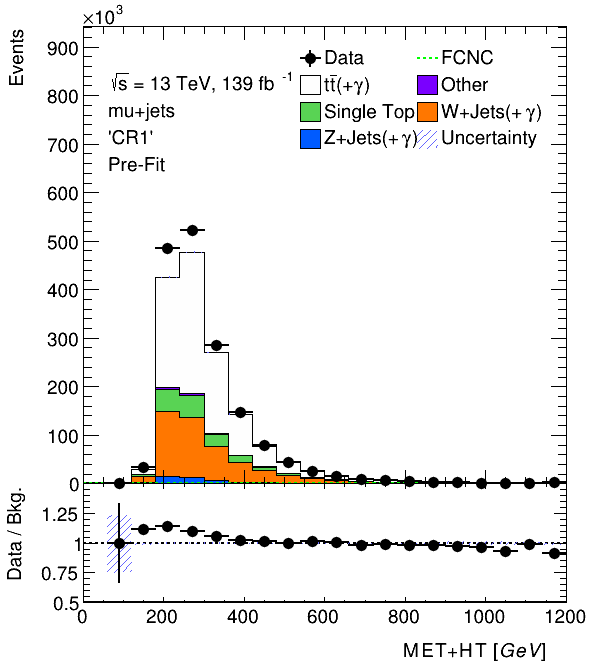 ×10³
Events
900
800
700
600
500
400
300
200
100
0
√s = 13 TeV, 139 fb⁻¹
mu+jets
'CR1'
Pre-Fit
Data
FCNC
tt̄(+γ)
Other
Single Top
W+Jets(+γ)
Z+Jets(+γ)
Uncertainty
Data / Bkg.
1.25
1
0.75
0.5
0 200 400 600 800 1000 1200
MET+HT [GeV]